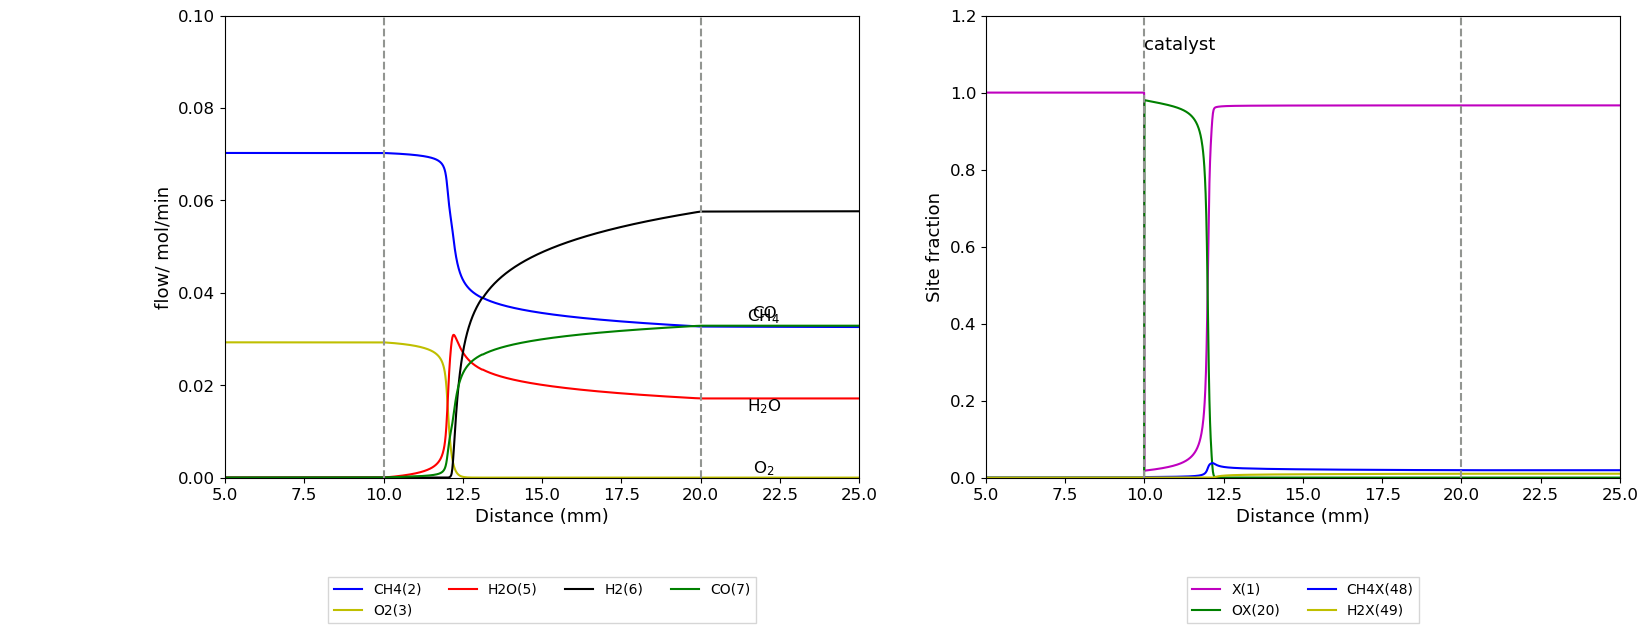 0.10
0.08
0.06
0.04
0.02
0.00
flow/ mol/min
CO
CH4
H2O
O2
5.0 7.5 10.0 12.5 15.0 17.5 20.0 22.5 25.0
Distance (mm)
CH4(2) H2O(5) H2(6) CO(7)
O2(3)
1.2
1.0
0.8
0.6
0.4
0.2
0.0
Site fraction
catalyst
5.0 7.5 10.0 12.5 15.0 17.5 20.0 22.5 25.0
Distance (mm)
X(1) CH4X(48)
OX(20) H2X(49)